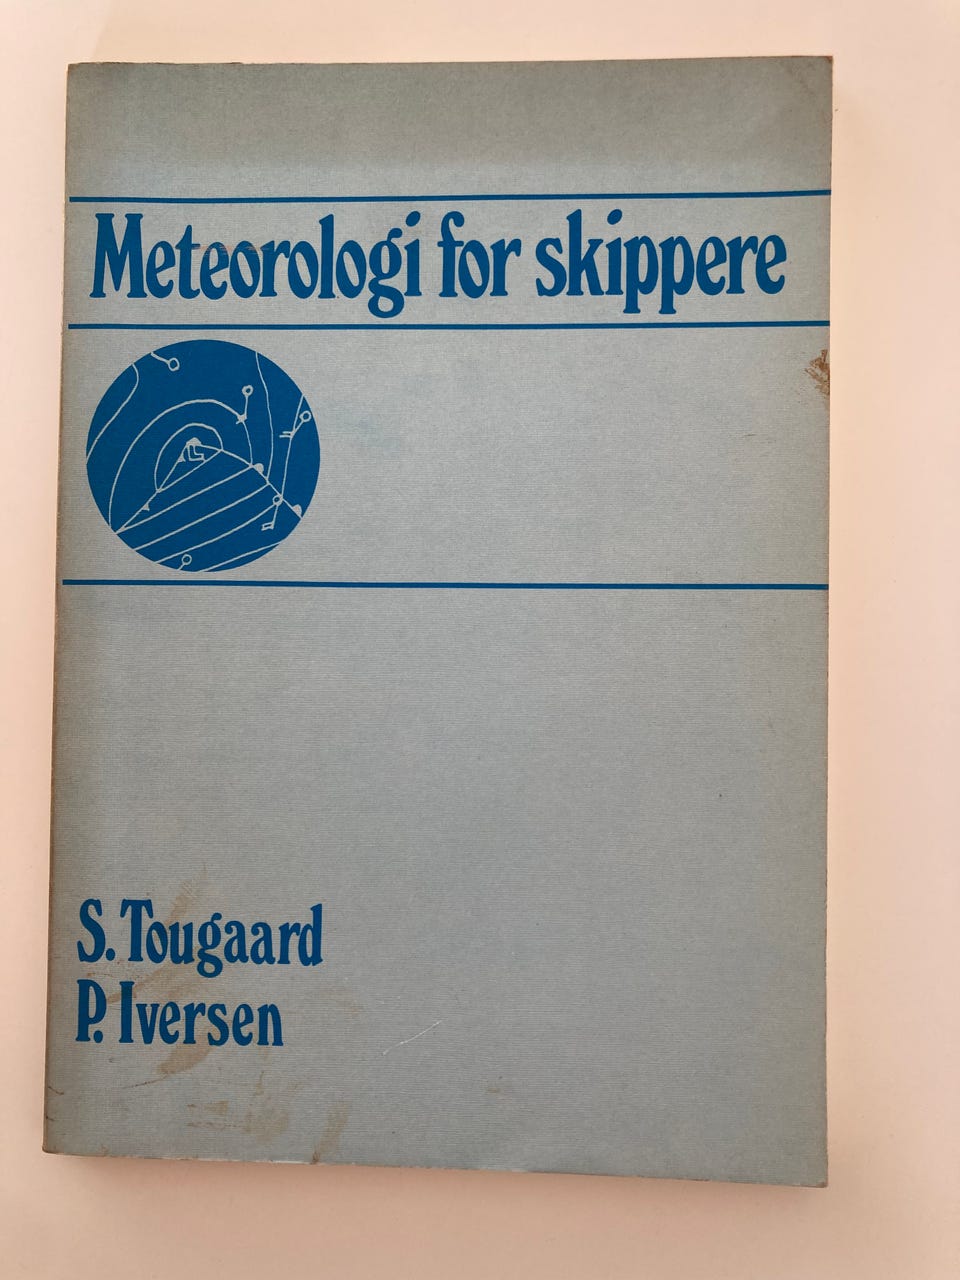 Meteorologi for skippere
L
S. Tougaard
P. Iversen